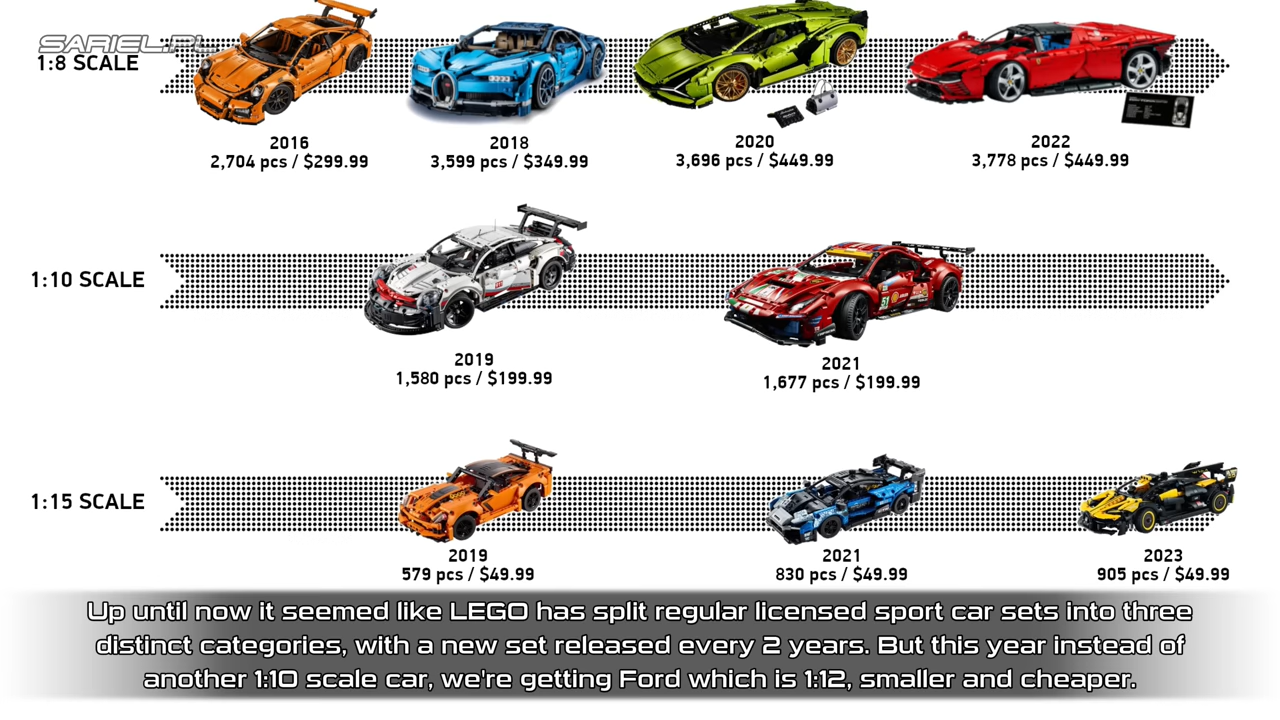 SARIEL.PL
1:8 SCALE
2016
2,704 pcs / $299.99
2018
3,599 pcs / $349.99
2020
3,696 pcs / $449.99
2022
3,778 pcs / $449.99
1:10 SCALE
2019
1,580 pcs / $199.99
2021
1,677 pcs / $199.99
51
1:15 SCALE
2019
579 pcs / $49.99
2021
830 pcs / $49.99
2023
905 pcs / $49.99
Up until now it seemed like LEGO has split regular licensed sport car sets into three
distinct categories, with a new set released every 2 years. But this year instead of
another 1:10 scale car, we're getting Ford which is 1:12, smaller and cheaper.